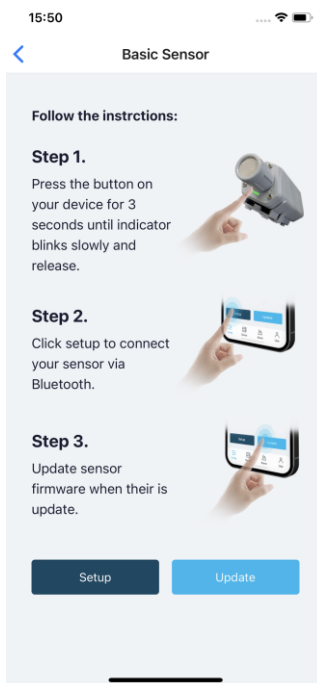 15:50
Basic Sensor
Follow the instrctions:
Step 1.
Press the button on
your device for 3
seconds until indicator
blinks slowly and
release.
Step 2.
Click setup to connect
your sensor via
Bluetooth.
Step 3.
Update sensor
firmware when their is
update.
Setup
Update